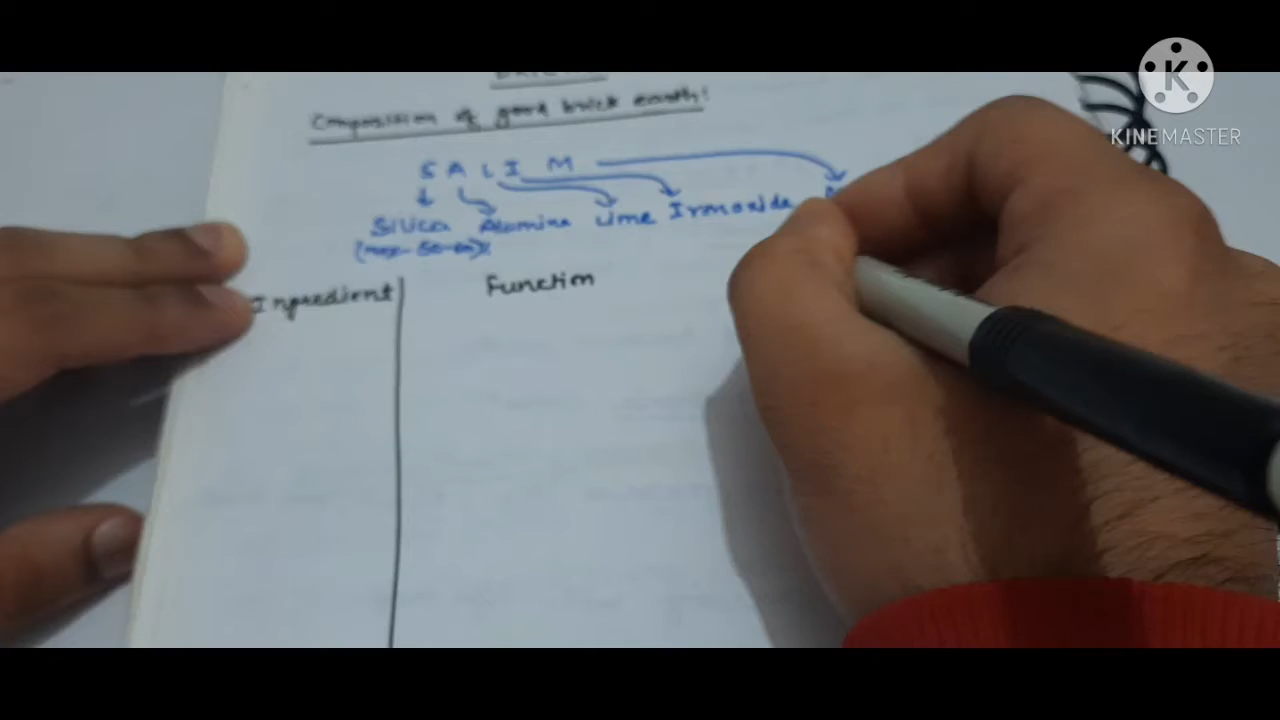 KINEMASTER
Composition of good brick earth:
S A L I M
Silica Alumina Lime Iron oxide
Ingredient Function